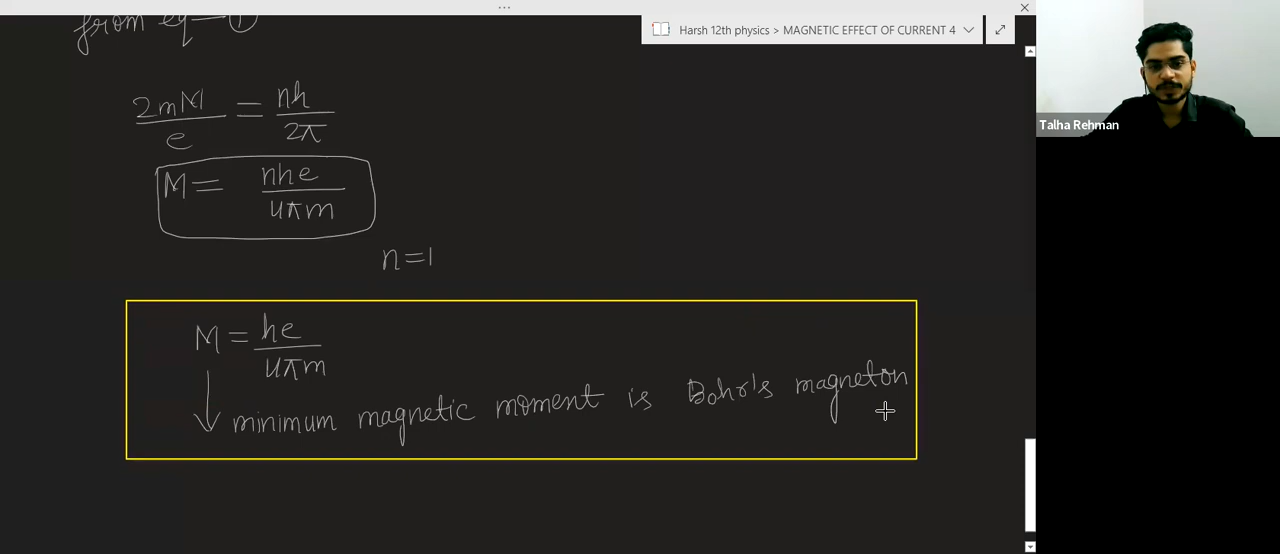 from eq—①
Harsh 12th physics > MAGNETIC EFFECT OF CURRENT 4
Talha Rehman
2mM/e = nh/2π
M = nhe/4πm
n=1
M = he/4πm
↓ minimum magnetic moment is Bohr's magneton